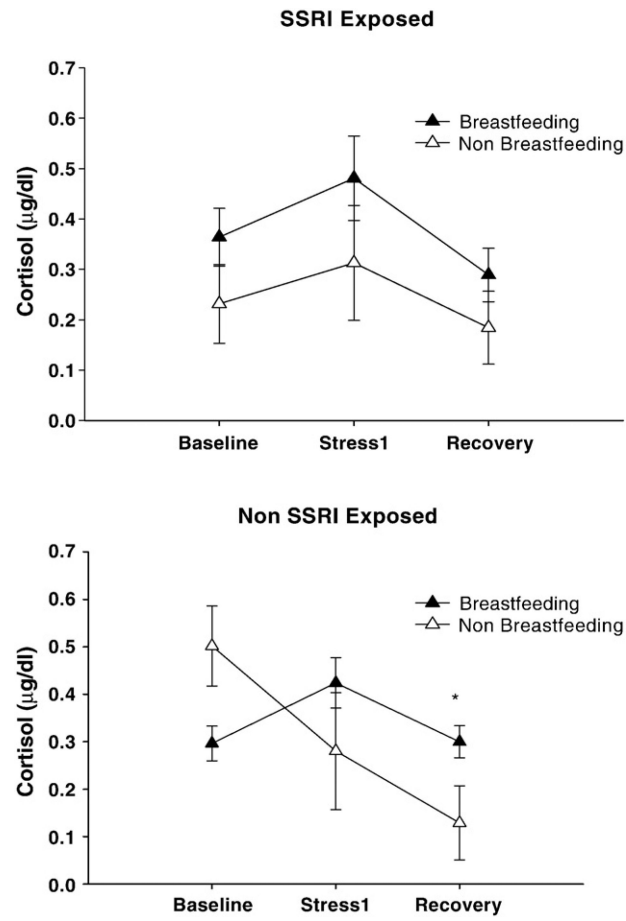 SSRI Exposed
0.7
0.6
0.5
0.4
0.3
0.2
0.1
0.0
Cortisol (µg/dl)
Breastfeeding
Non Breastfeeding
Baseline Stress1 Recovery
Non SSRI Exposed
0.7
0.6
0.5
0.4
0.3
0.2
0.1
0.0
Cortisol (µg/dl)
Breastfeeding
Non Breastfeeding
*
Baseline Stress1 Recovery